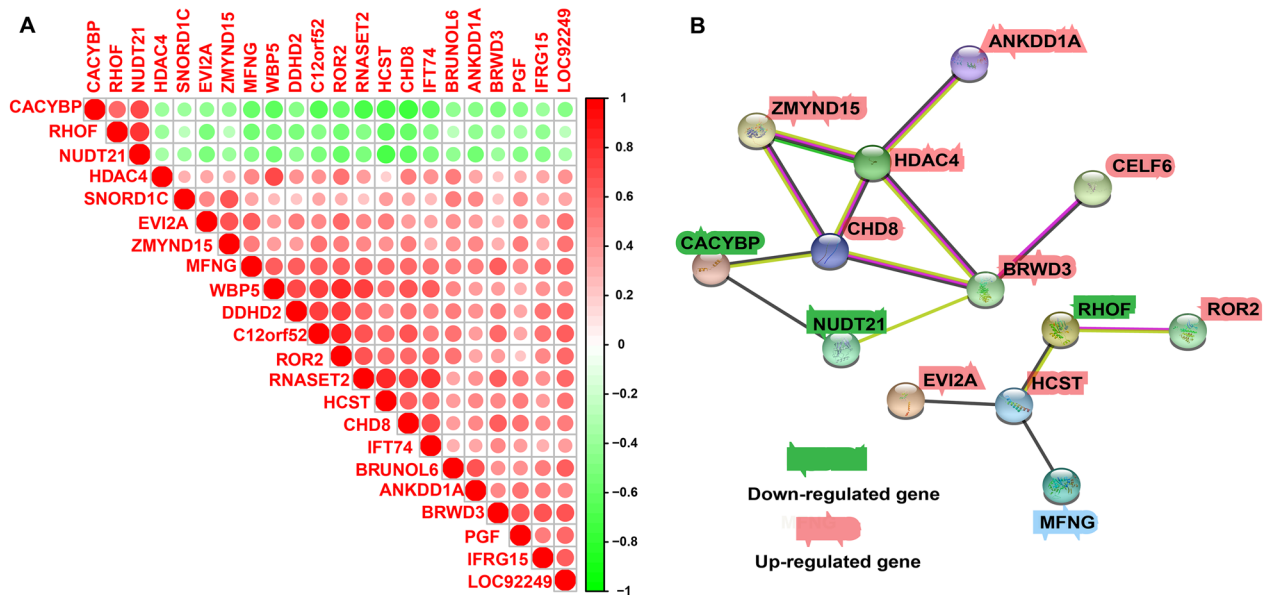 A
CACYBP
RHOF
NUDT21
HDAC4
SNORD1C
EVI2A
ZMYND15
MFNG
WBP5
DDHD2
C12orf52
ROR2
RNASET2
HCST
CHD8
IFT74
BRUNOL6
ANKDD1A
BRWD3
PGF
IFRG15
LOC92249
CACYBP
RHOF
NUDT21
HDAC4
SNORD1C
EVI2A
ZMYND15
MFNG
WBP5
DDHD2
C12orf52
ROR2
RNASET2
HCST
CHD8
IFT74
BRUNOL6
ANKDD1A
BRWD3
PGF
IFRG15
LOC92249
1
0.8
0.6
0.4
0.2
0
−0.2
−0.4
−0.6
−0.8
−1
B
ANKDD1A
ZMYND15
HDAC4
CELF6
CHD8
CACYBP
BRWD3
NUDT21
RHOF
ROR2
EVI2A
HCST
MFNG
Down-regulated gene
Up-regulated gene